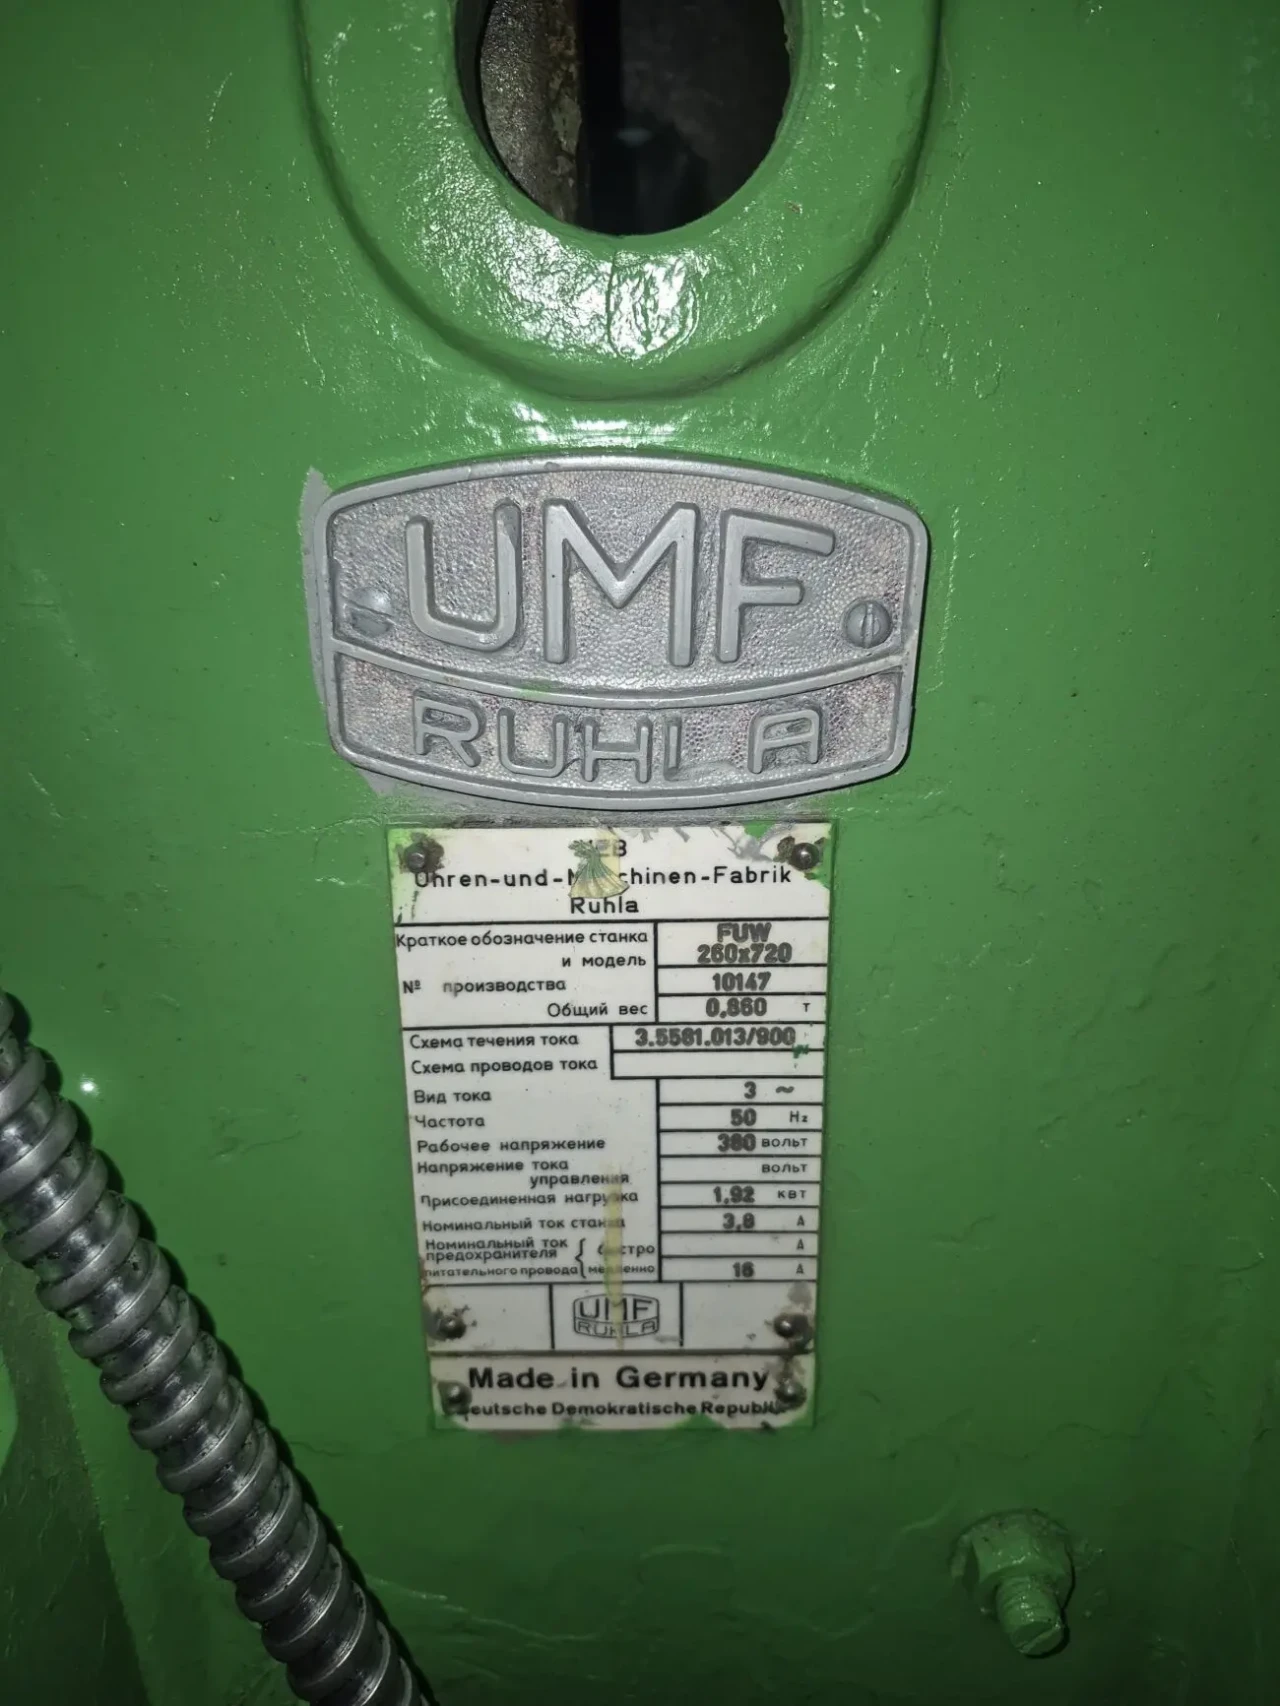 UMF
RUHLA
Uhren-und-Maschinen-Fabrik
Ruhla
Краткое обозначение станка FUW
и модель 260x720
№ производства 10147
Общий вес 0,860 т
Схема течения тока 3.5561.013/900
Схема проводов тока
Вид тока 3 ~
Частота 50 Hz
Рабочее напряжение 380 вольт
Напряжение тока
управления вольт
Присоединенная нагрузка 1,92 квт
Номинальный ток станка 3,8 A
Номинальный ток
предохранителя { быстро A
питательного провода медленно 16 A
UMF
RUHLA
Made in Germany
Deutsche Demokratische Republik